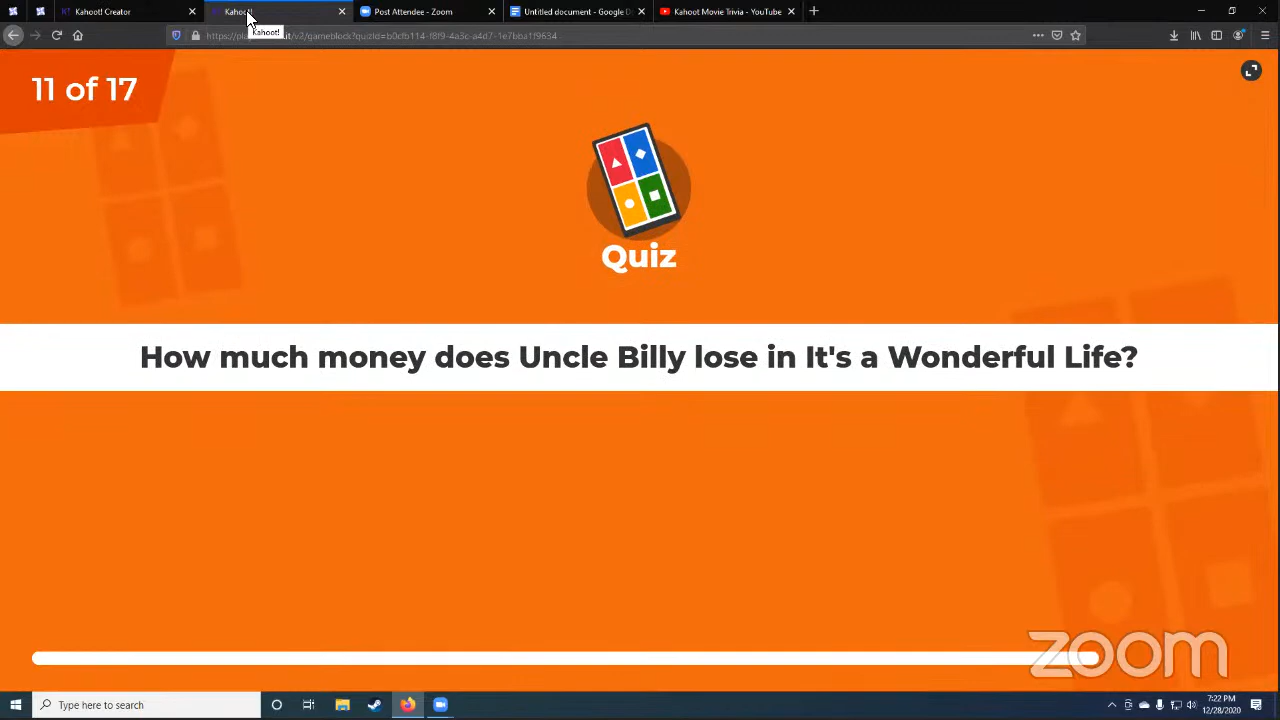 Kahoot! Creator
Kahoot!
Post Attendee - Zoom
Untitled document - Google D
Kahoot Movie Trivia - YouTube
Kahoot!
11 of 17
Quiz
How much money does Uncle Billy lose in It's a Wonderful Life?
zoom
Type here to search
7:22 PM
12/28/2020